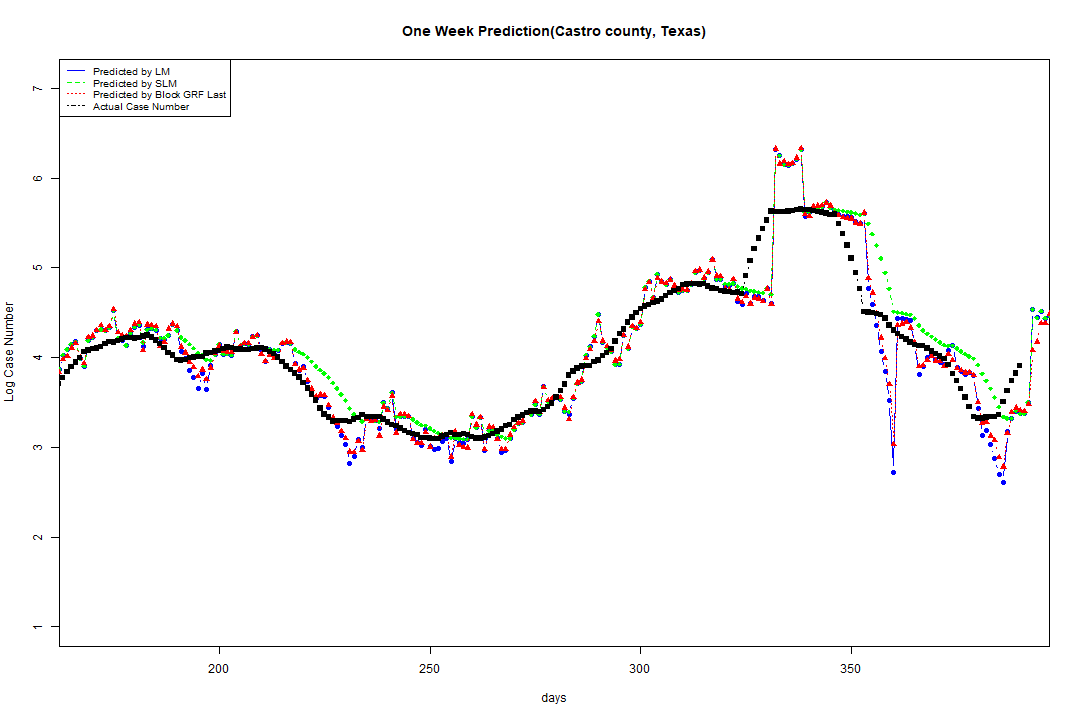 One Week Prediction(Castro county, Texas)
Predicted by LM
Predicted by SLM
Predicted by Block GRF Last
Actual Case Number
7
6
5
4
3
2
1
Log Case Number
200
250
300
350
days